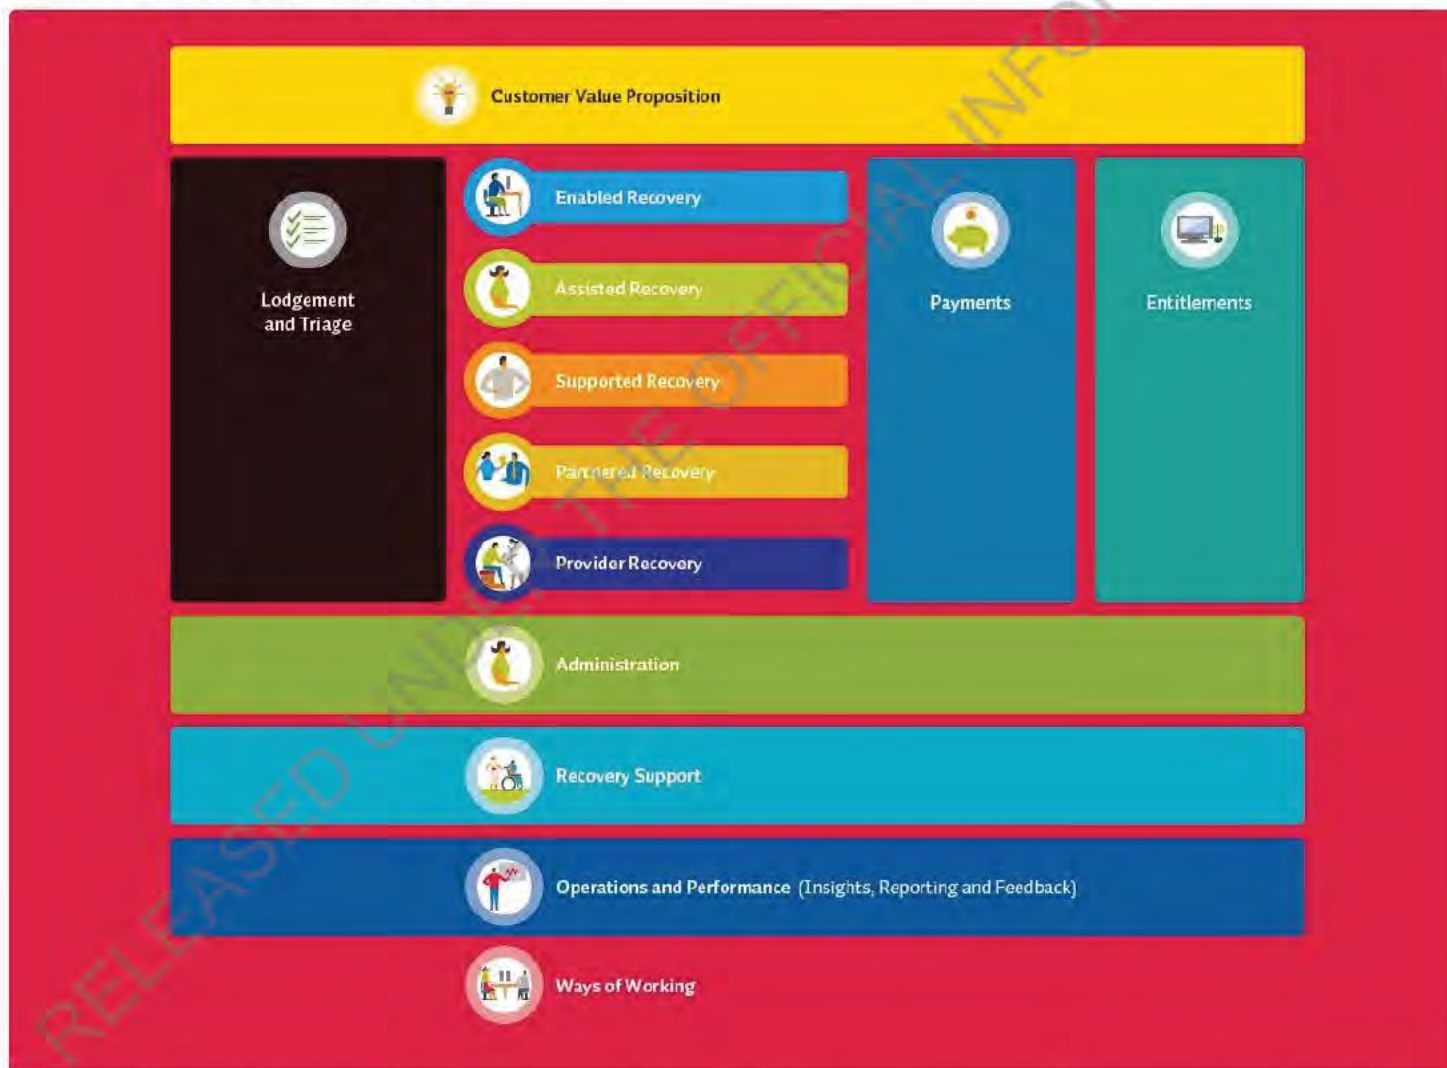 Customer Value Proposition
Lodgement
and Triage
Enabled Recovery
Assisted Recovery
Supported Recovery
Partnered Recovery
Provider Recovery
Payments
Entitlements
Administration
Recovery Support
Operations and Performance (Insights, Reporting and Feedback)
Ways of Working
RELEASED UNDER THE OFFICIAL